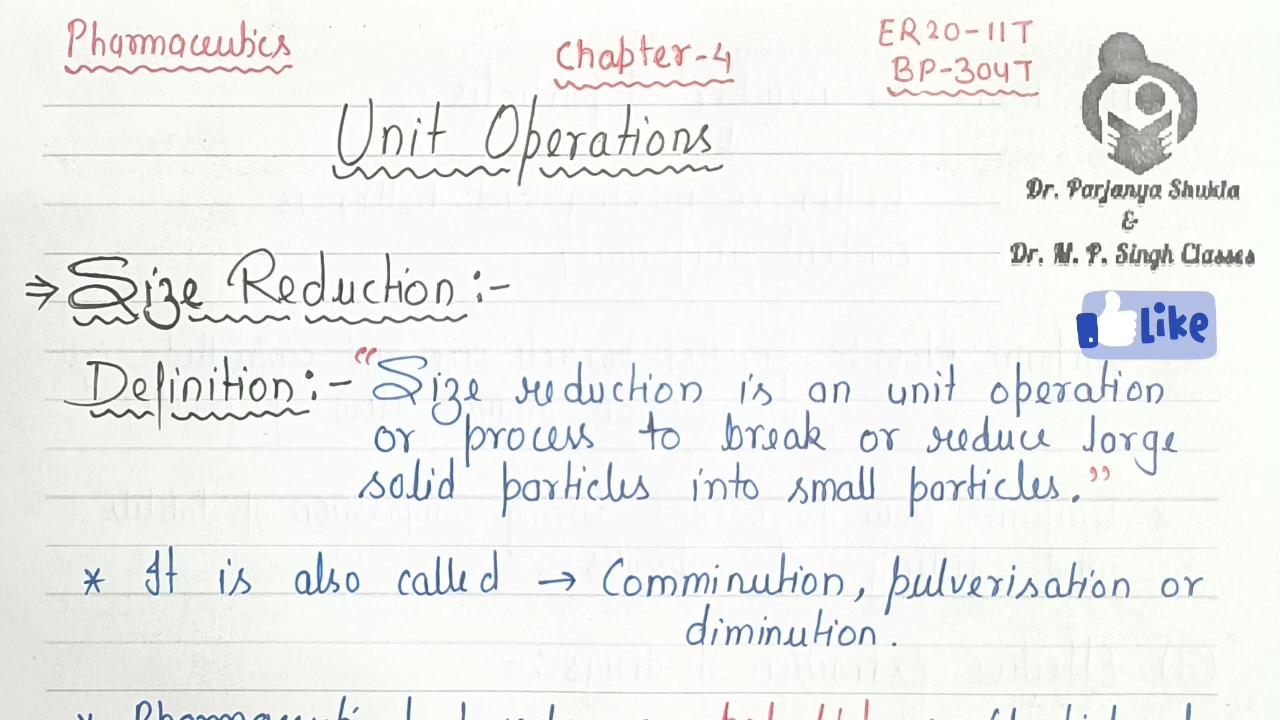 Pharmaceutics
Chapter-4
ER20-11T
BP-304T
Unit Operations
Dr. Parjanya Shukla
&
Dr. M. P. Singh Classes
⇒ Size Reduction :-
Like
Definition :- “Size reduction is an unit operation
or process to break or reduce large
solid particles into small particles.”
* It is also called → Comminution, pulverisation or
diminution.